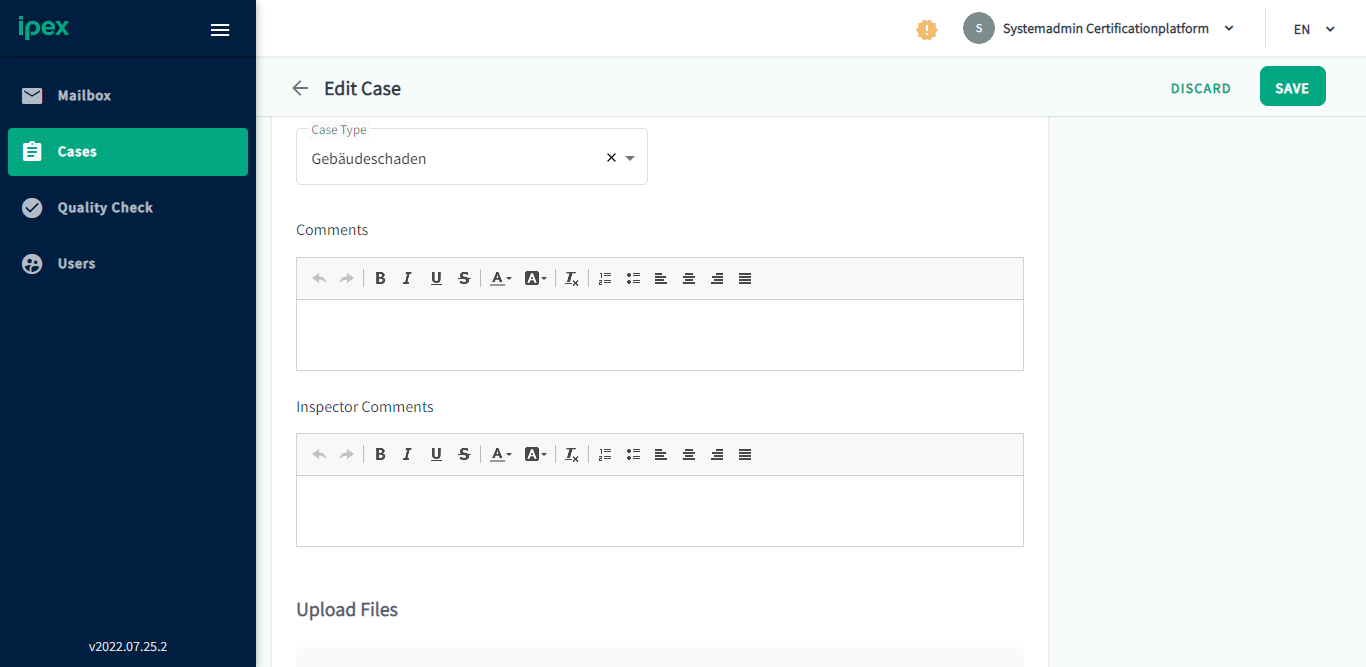 ipex
S
Systemadmin Certificationplatform
EN
Mailbox
Cases
Quality Check
Users
v2022.07.25.2
Edit Case
DISCARD
SAVE
Case Type
Gebäudeschaden
Comments
Inspector Comments
Upload Files